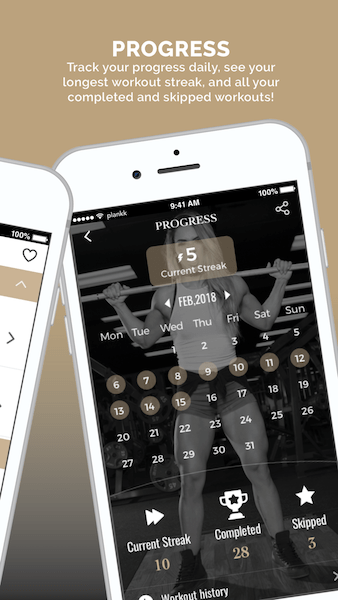 PROGRESS
Track your progress daily, see your
longest workout streak, and all your
completed and skipped workouts!
100%
plankk 9:41 AM 100%
PROGRESS
5
Current Streak
FEB,2018
Mon Tue Wed Thu Fri Sat Sun
1 2 3 4 5
6 7 8 9 10 11 12
13 14 15 16 17 18 19
20 21 22 23 24 25 26
27 28 29 30 31
Current Streak Completed Skipped
10 28 3
Workout history